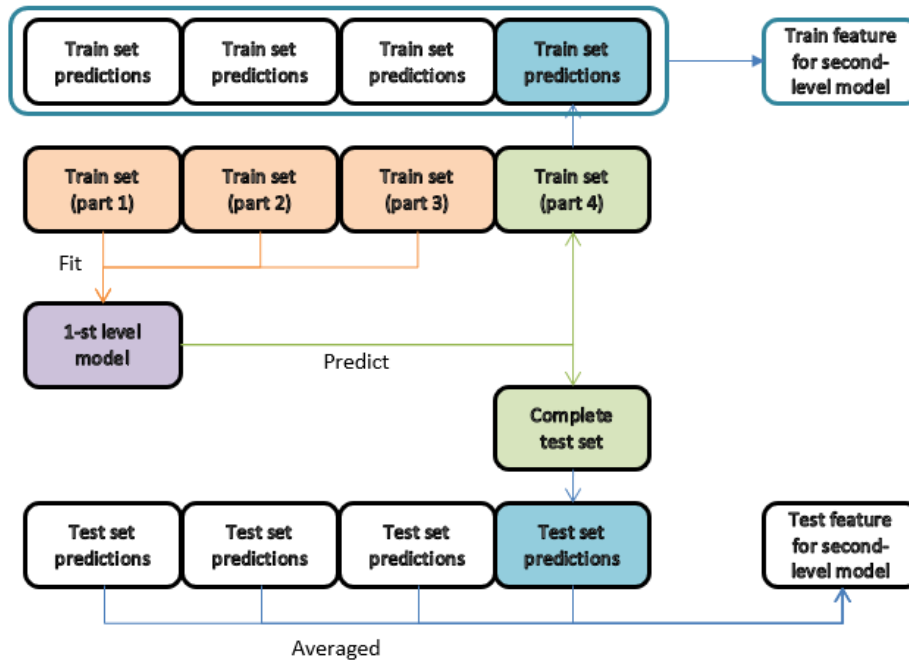 Train set
predictions
Train set
predictions
Train set
predictions
Train set
predictions
Train feature
for second-
level model
Train set
(part 1)
Train set
(part 2)
Train set
(part 3)
Train set
(part 4)
Fit
1-st level
model
Predict
Complete
test set
Test set
predictions
Test set
predictions
Test set
predictions
Test set
predictions
Test feature
for second-
level model
Averaged